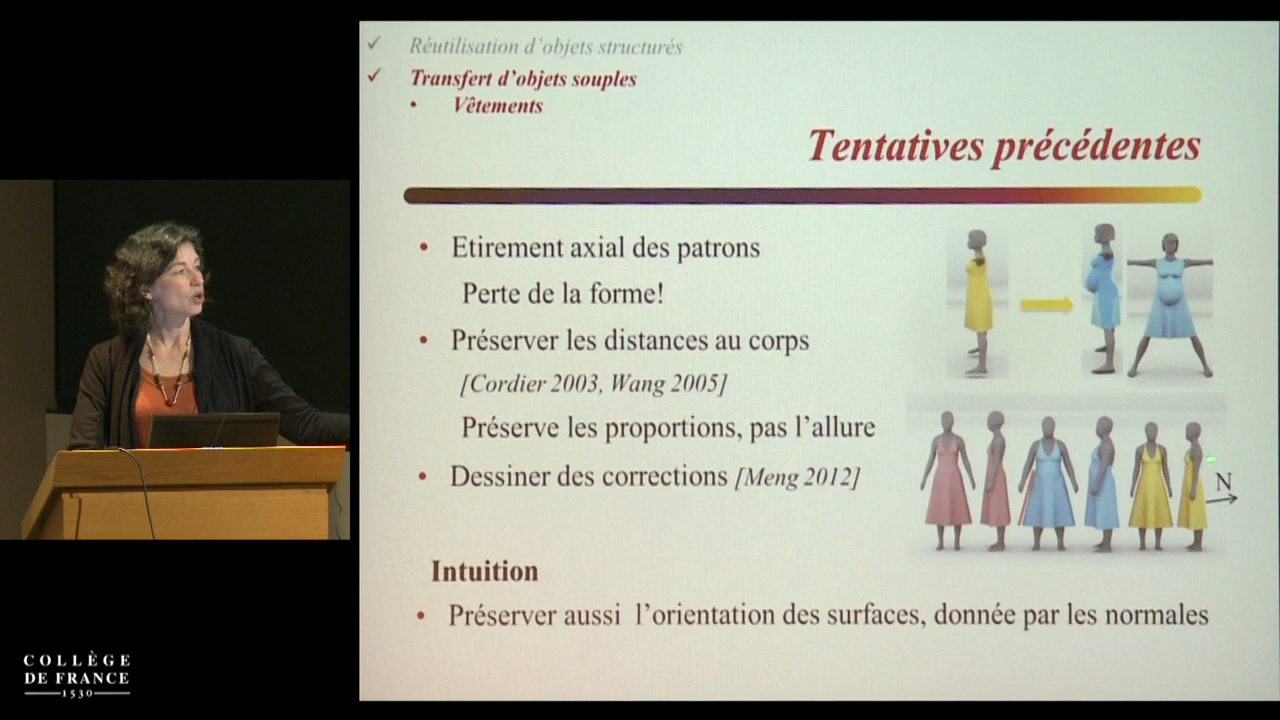 Réutilisation d'objets structurés
Transfert d'objets souples
Vêtements
Tentatives précédentes
Etirement axial des patrons
Perte de la forme!
Préserver les distances au corps
[Cordier 2003, Wang 2005]
Préserve les proportions, pas l'allure
Dessiner des corrections [Meng 2012]
N
Intuition
Préserver aussi l'orientation des surfaces, donnée par les normales
COLLÈGE
DE FRANCE
1530